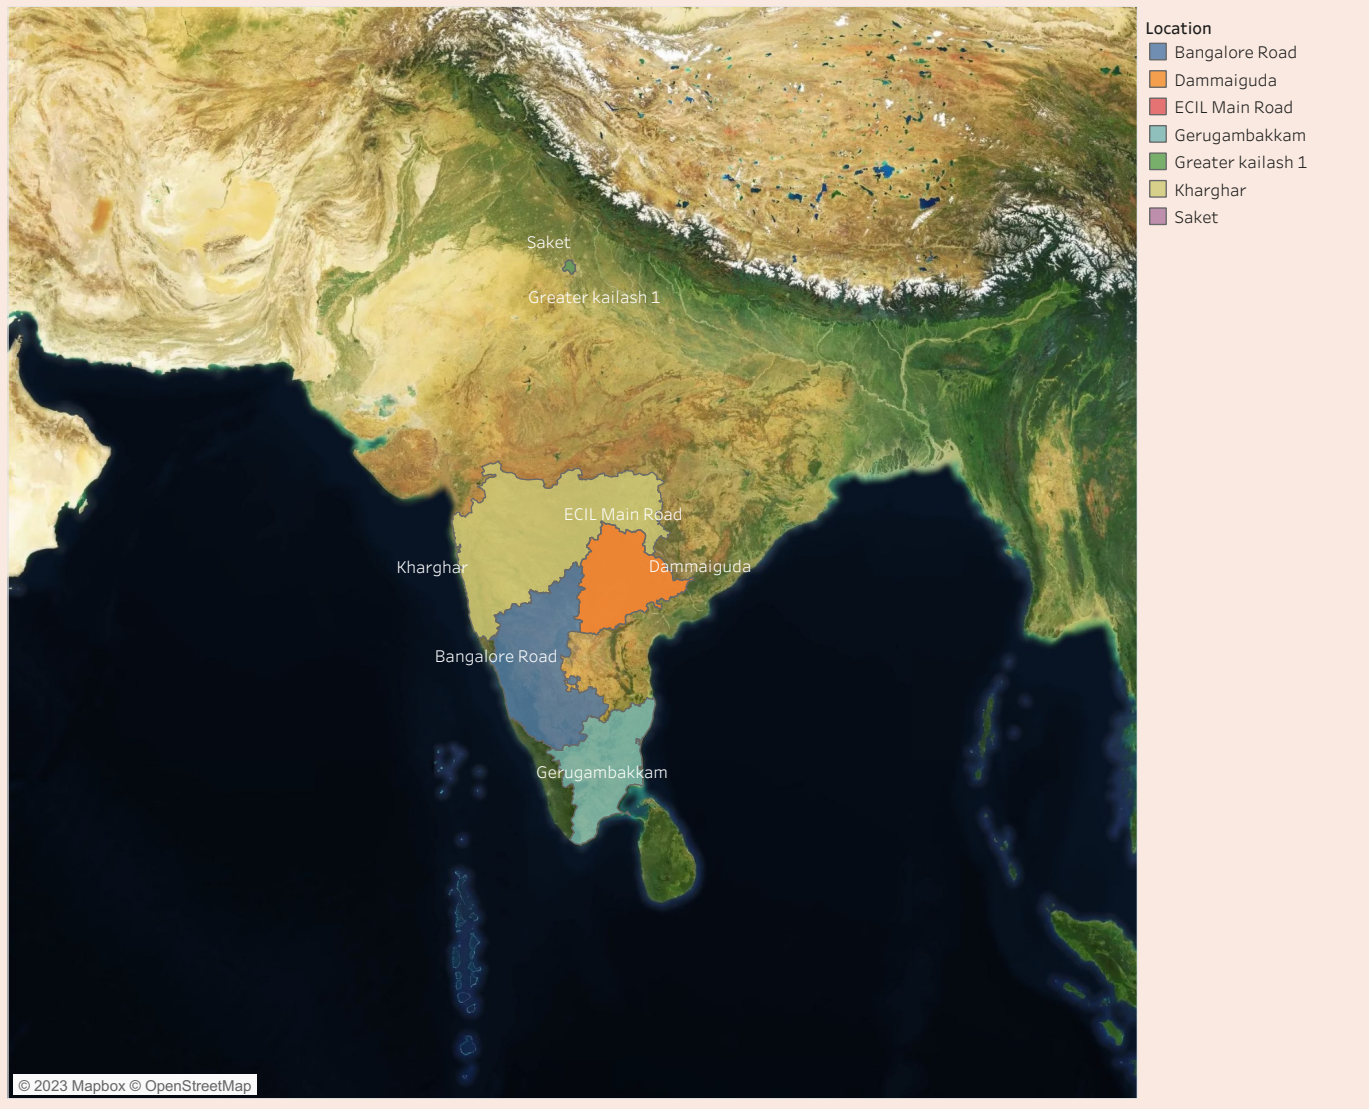 Location
Bangalore Road
Dammaiguda
ECIL Main Road
Gerugambakkam
Greater kailash 1
Kharghar
Saket
Saket
Greater kailash 1
ECIL Main Road
Kharghar
Dammaiguda
Bangalore Road
Gerugambakkam
© 2023 Mapbox © OpenStreetMap